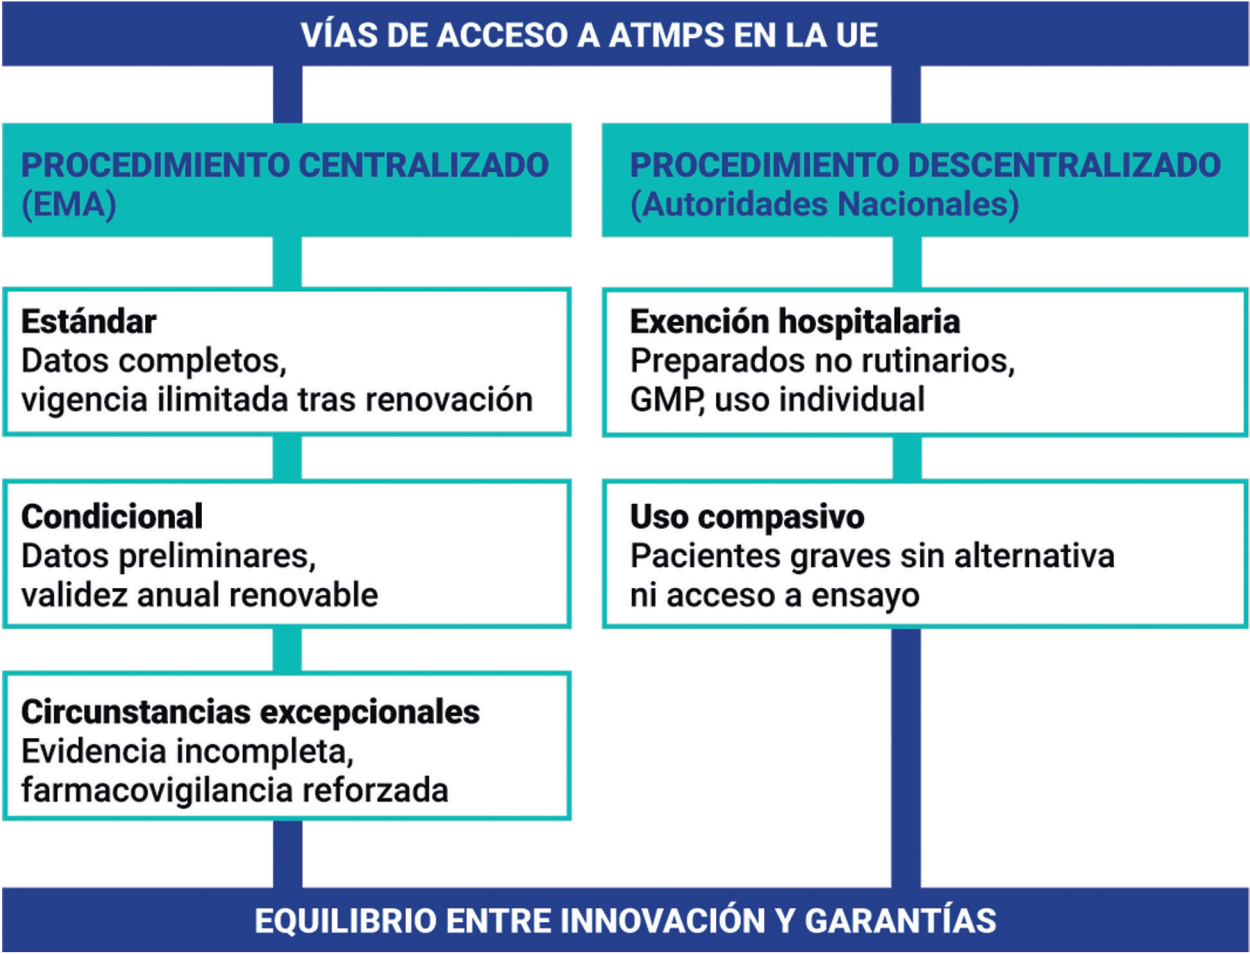 VÍAS DE ACCESO A ATMPS EN LA UE
PROCEDIMIENTO CENTRALIZADO
(EMA)
Estándar
Datos completos,
vigencia ilimitada tras renovación
Condicional
Datos preliminares,
validez anual renovable
Circunstancias excepcionales
Evidencia incompleta,
farmacovigilancia reforzada
PROCEDIMIENTO DESCENTRALIZADO
(Autoridades Nacionales)
Exención hospitalaria
Preparados no rutinarios,
GMP, uso individual
Uso compasivo
Pacientes graves sin alternativa
ni acceso a ensayo
EQUILIBRIO ENTRE INNOVACIÓN Y GARANTÍAS